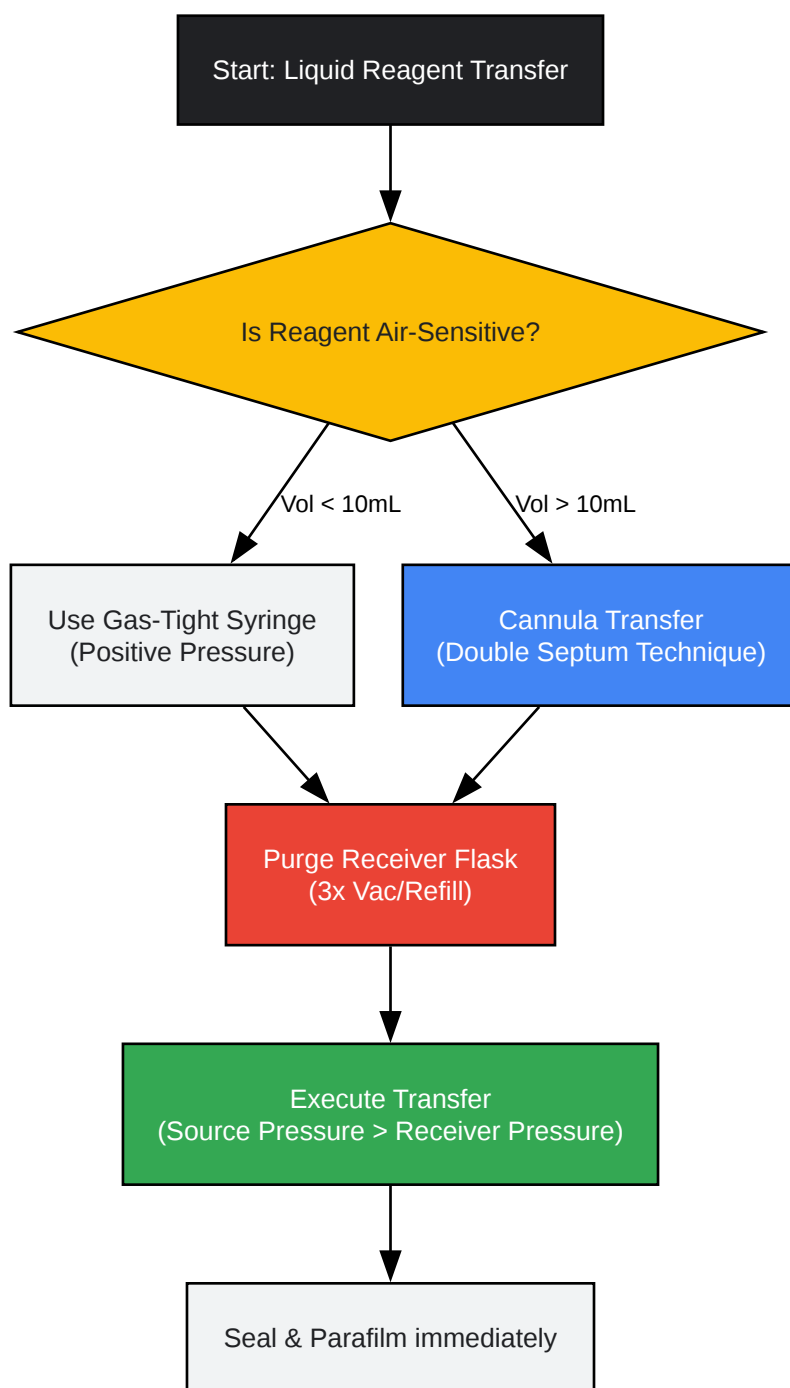 Start: Liquid Reagent Transfer
Is Reagent Air-Sensitive?
Vol < 10mL
Vol > 10mL
Use Gas-Tight Syringe
(Positive Pressure)
Cannula Transfer
(Double Septum Technique)
Purge Receiver Flask
(3x Vac/Refill)
Execute Transfer
(Source Pressure > Receiver Pressure)
Seal & Parafilm immediately